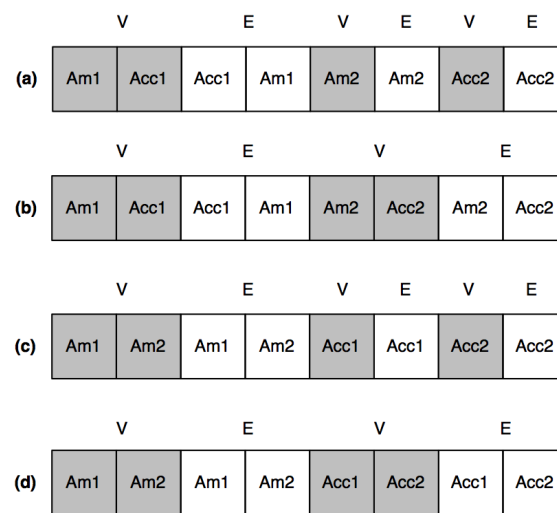 V E V E V E
(a) Am1 Acc1 Acc1 Am1 Am2 Am2 Acc2 Acc2
V E V E
(b) Am1 Acc1 Acc1 Am1 Am2 Acc2 Am2 Acc2
V E V E V E
(c) Am1 Am2 Am1 Am2 Acc1 Acc1 Acc2 Acc2
V E V E
(d) Am1 Am2 Am1 Am2 Acc1 Acc2 Acc1 Acc2